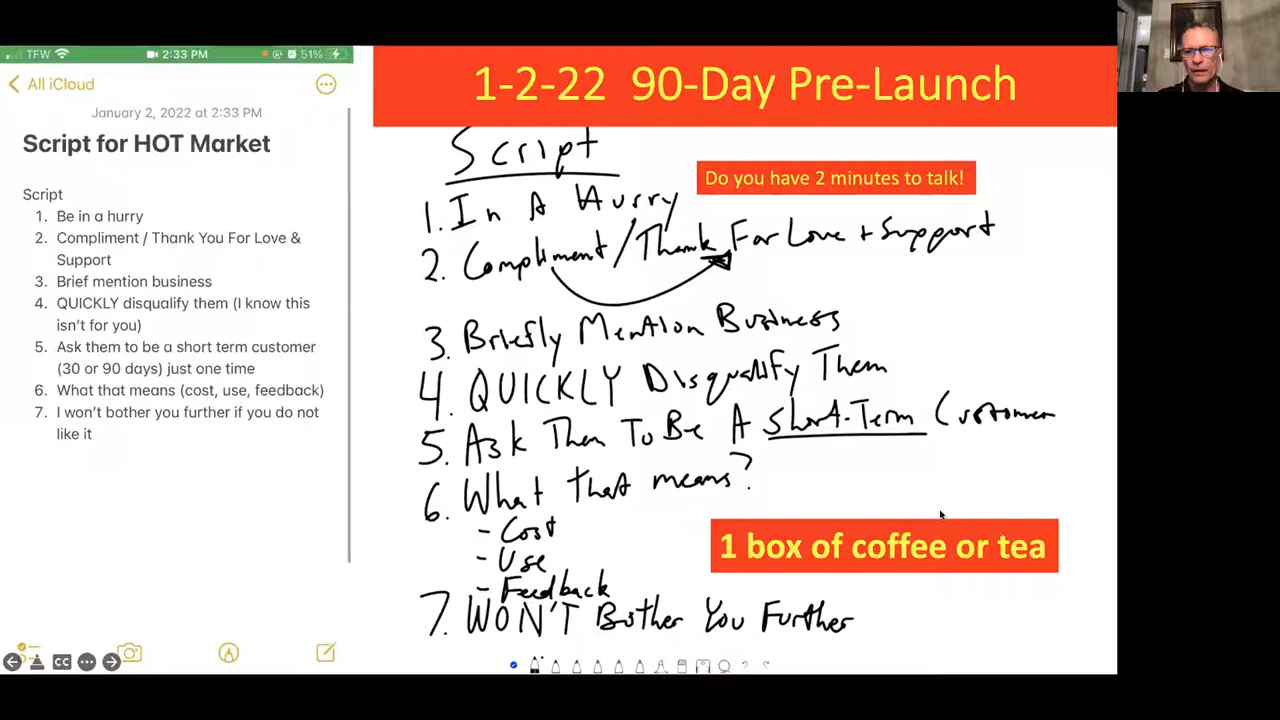 TFW 2:33 PM 51%
All iCloud
January 2, 2022 at 2:33 PM
Script for HOT Market
Script
1. Be in a hurry
2. Compliment / Thank You For Love &
Support
3. Brief mention business
4. QUICKLY disqualify them (I know this
isn't for you)
5. Ask them to be a short term customer
(30 or 90 days) just one time
6. What that means (cost, use, feedback)
7. I won't bother you further if you do not
like it
CC
1-2-22 90-Day Pre-Launch
Script
Do you have 2 minutes to talk!
1. In A Hurry
2. Compliment / Thank For Love + Support
3. Briefly Mention Business
4. QUICKLY Disqualify Them
5. Ask Them To Be A Short-Term Customer
6. What that means?
- Cost
- Use
- Feedback
1 box of coffee or tea
7. WON'T Bother You Further